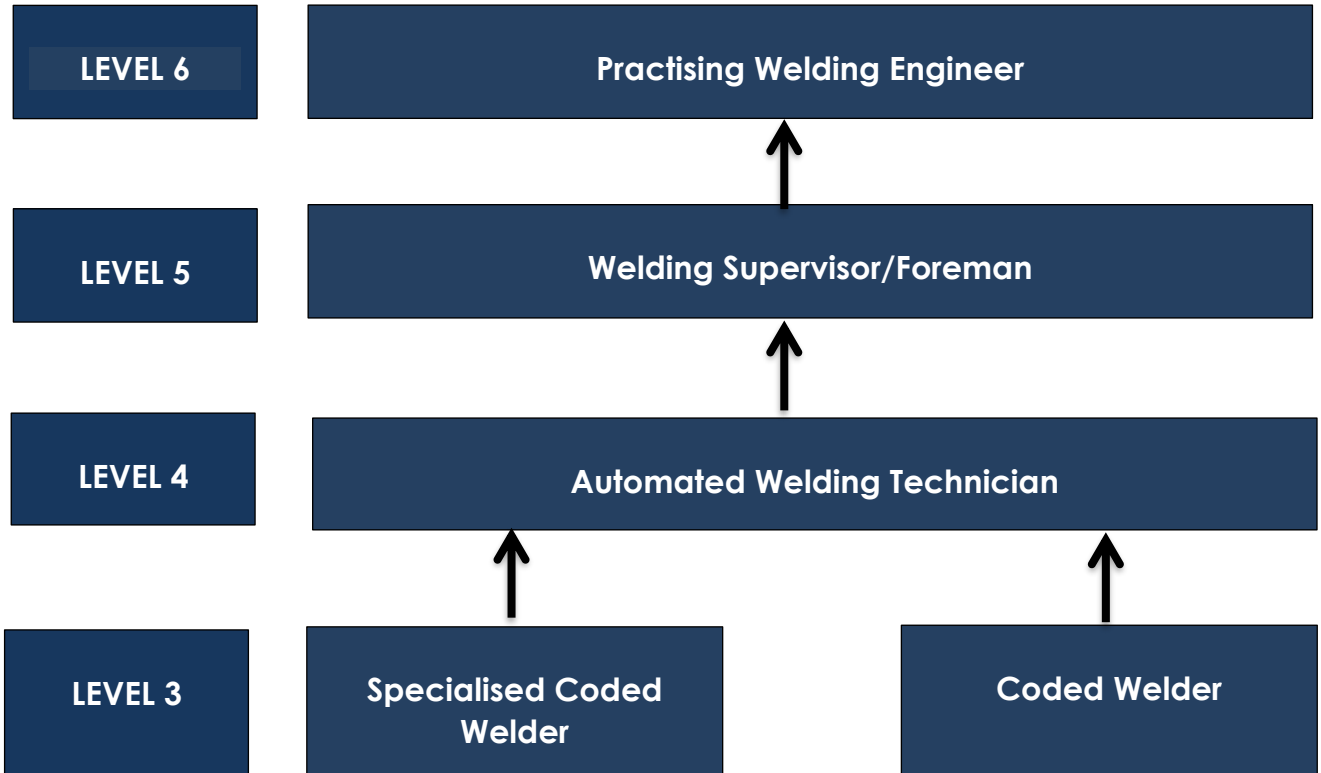 LEVEL 6
Practising Welding Engineer
LEVEL 5
Welding Supervisor/Foreman
LEVEL 4
Automated Welding Technician
LEVEL 3
Specialised Coded
Welder
Coded Welder